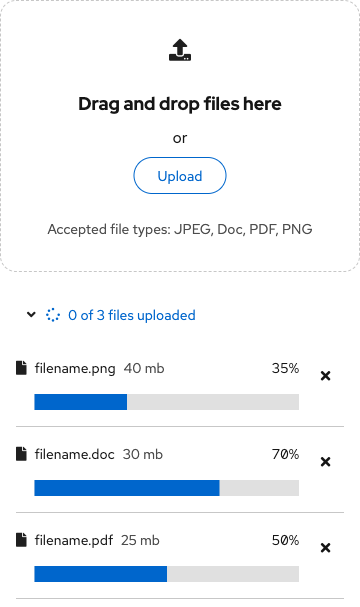 Drag and drop files here
or
Upload
Accepted file types: JPEG, Doc, PDF, PNG
0 of 3 files uploaded
filename.png 40 mb 35%
filename.doc 30 mb 70%
filename.pdf 25 mb 50%